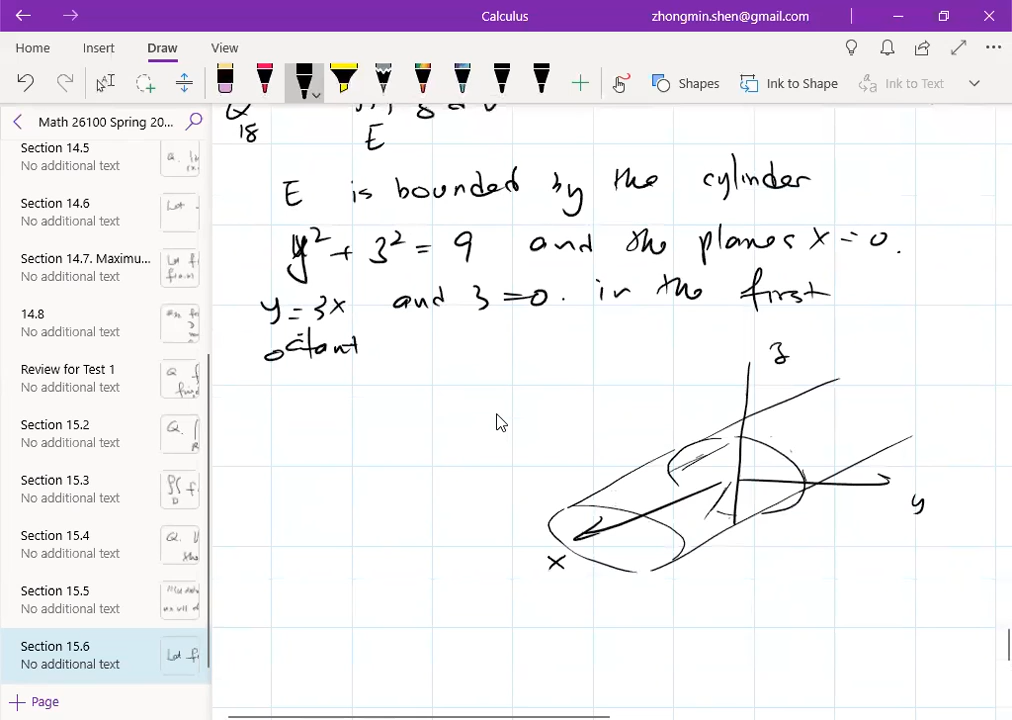 Calculus
zhongmin.shen@gmail.com
Home Insert Draw View
Shapes Ink to Shape Ink to Text
Math 26100 Spring 20...
Section 14.5
No additional text
Section 14.6
No additional text
Section 14.7. Maximu...
No additional text
14.8
No additional text
Review for Test 1
No additional text
Section 15.2
No additional text
Section 15.3
No additional text
Section 15.4
No additional text
Section 15.5
No additional text
Section 15.6
No additional text
Page
18
E
E is bounded by the cylinder
y² + z² = 9 and the planes x = 0.
y = 3x and z = 0. in the first
octant
z
y
x